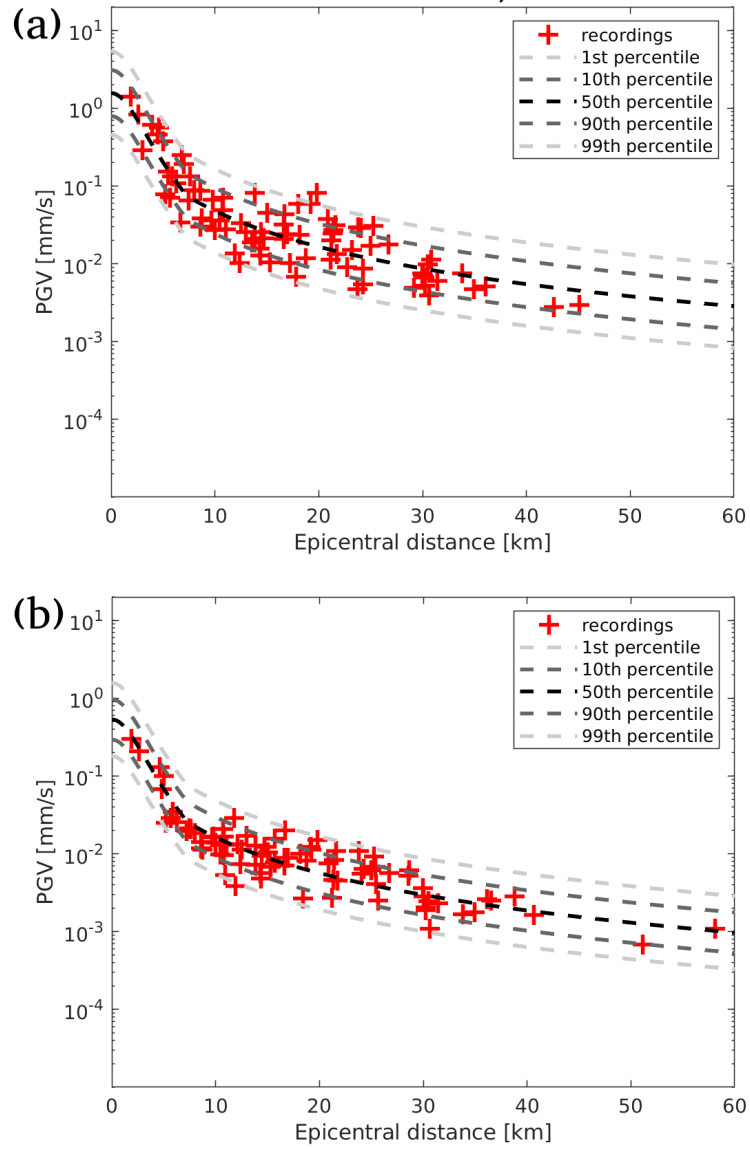 (a)
recordings
1st percentile
10th percentile
50th percentile
90th percentile
99th percentile
10^1
10^0
10^-1
10^-2
10^-3
10^-4
PGV [mm/s]
0 10 20 30 40 50 60
Epicentral distance [km]
(b)
recordings
1st percentile
10th percentile
50th percentile
90th percentile
99th percentile
10^1
10^0
10^-1
10^-2
10^-3
10^-4
PGV [mm/s]
0 10 20 30 40 50 60
Epicentral distance [km]